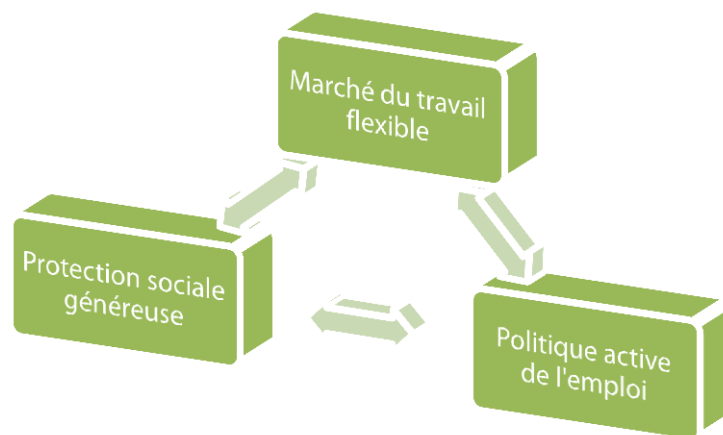 Marché du travail
flexible
Protection sociale
généreuse
Politique active
de l'emploi